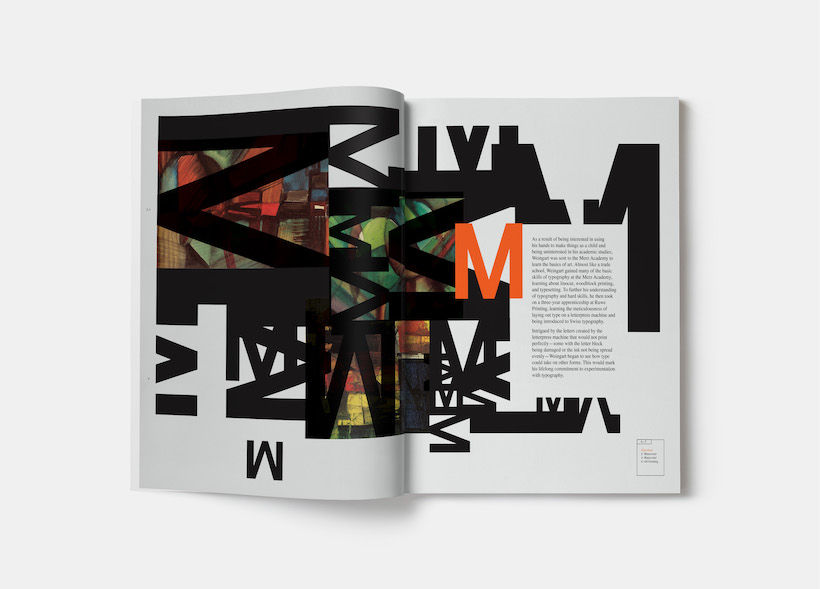 M
As a result of being interested in using
his hands to make things as a child and
being uninterested in his academic studies,
Weingart was sent to the Merz Academy to
learn the basics of art. Almost like a trade
school, Weingart gained many of the basic
skills of typography at the Merz Academy,
learning about linocut, woodblock printing,
and typesetting. To further his understanding
of typography and hard skills, he then took
on a three-year apprenticeship at Ruwe
Printing, learning the meticulousness of
laying out type on a letterpress machine and
being introduced to Swiss typography.
Intrigued by the letters created by the
letterpress machine that would not print
perfectly – some with the letter block
being damaged or the ink not being spread
evenly – Weingart began to see how type
could take on other forms. This would mark
his lifelong commitment to experimentation
with typography.
M